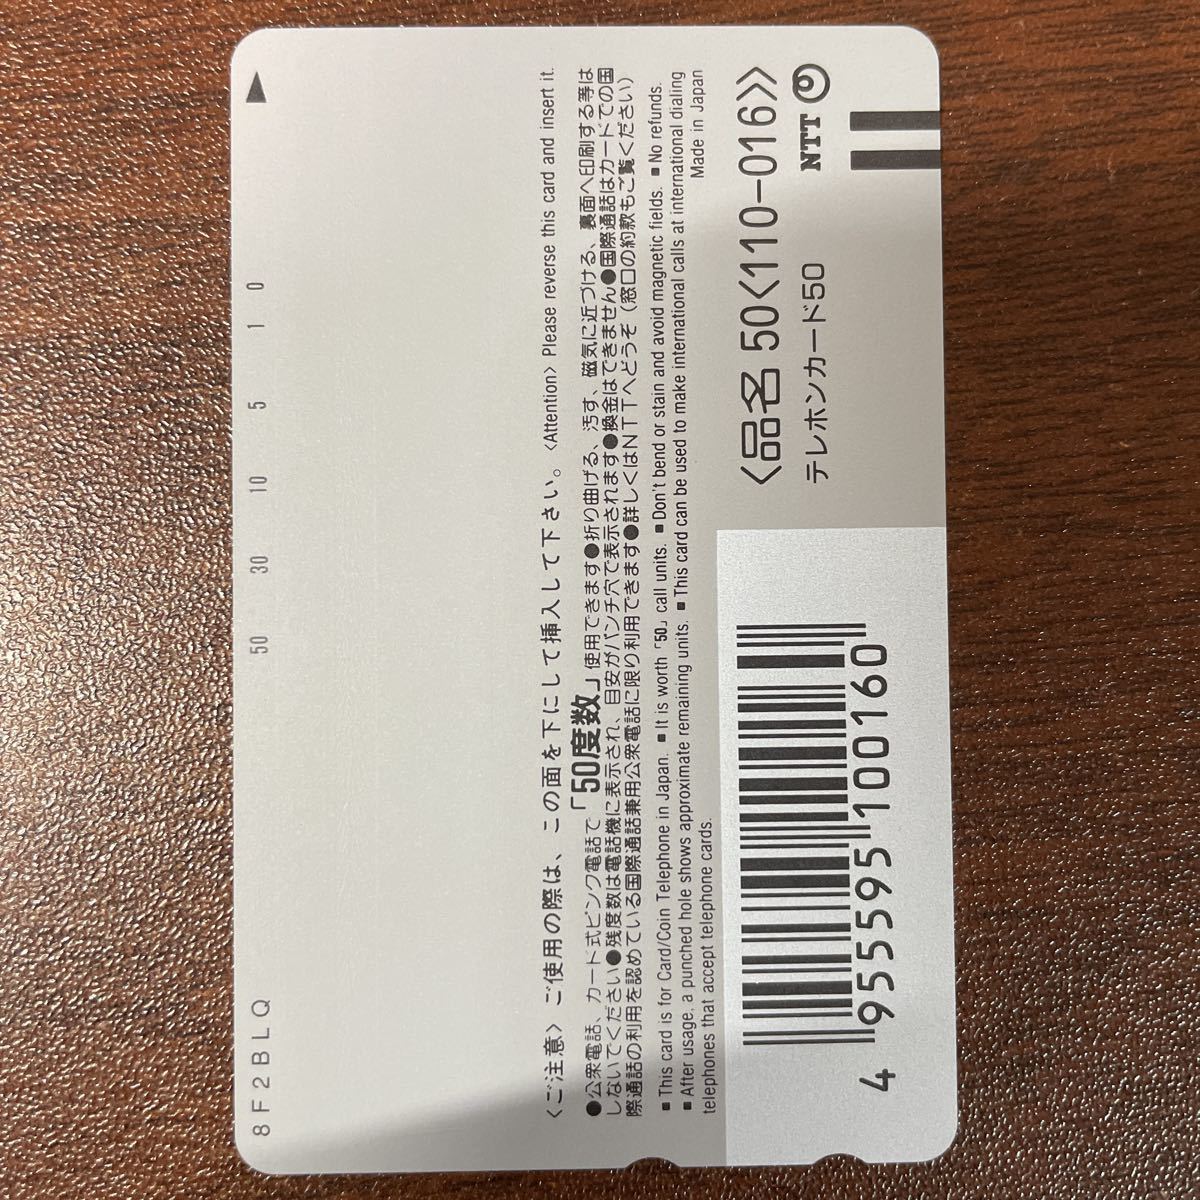 8F2BLQ
50 30 10 5 1 0
<ご注意> ご使用の際は、この面を下にして挿入して下さい。<Attention> Please reverse this card and insert it.
●公衆電話、カード式ピンク電話で「50度数」使用できます●折り曲げる、汚す、磁気に近づける、裏面へ印刷する等は
しないでください●残度数は電話機に表示され、目安がパンチ穴で表示されます●換金はできません●国際通話はカードでの国
際通話の利用を認めている国際通話兼用公衆電話に限り利用できます●詳しくはNTTへどうぞ（窓口の約款もご覧ください）
■This card is for Card/Coin Telephone in Japan. ■It is worth「50」call units. ■Don't bend or stain and avoid magnetic fields. ■No refunds.
■After usage, a punched hole shows approximate remaining units. ■This card can be used to make international calls at international dialing
telephones that accept telephone cards. Made in Japan
<品名 50<110-016>>
テレホンカード50
NTT
4 955595 100160